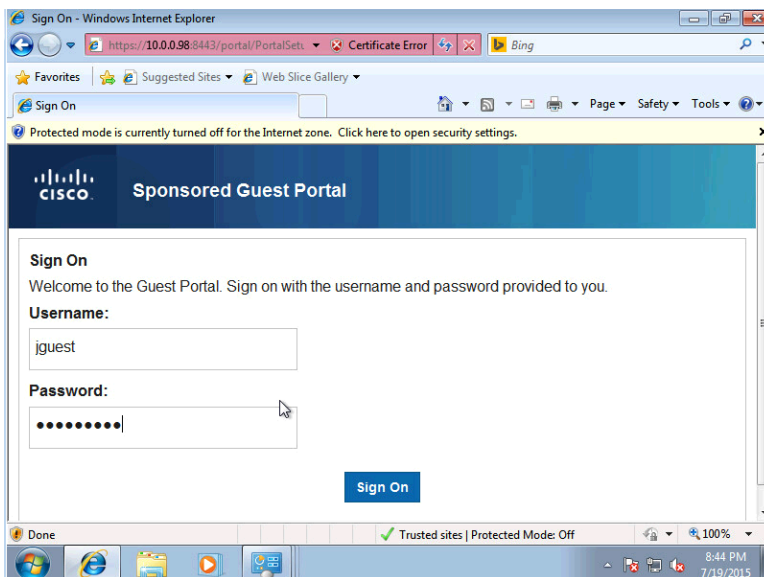 Sign On - Windows Internet Explorer
https://10.0.0.98:8443/portal/PortalSetu Certificate Error Bing
Favorites Suggested Sites Web Slice Gallery
Sign On Page Safety Tools
Protected mode is currently turned off for the Internet zone. Click here to open security settings.
CISCO Sponsored Guest Portal
Sign On
Welcome to the Guest Portal. Sign on with the username and password provided to you.
Username:
jguest
Password:
•••••••••
Sign On
Done Trusted sites | Protected Mode: Off 100%
8:44 PM
7/19/2015